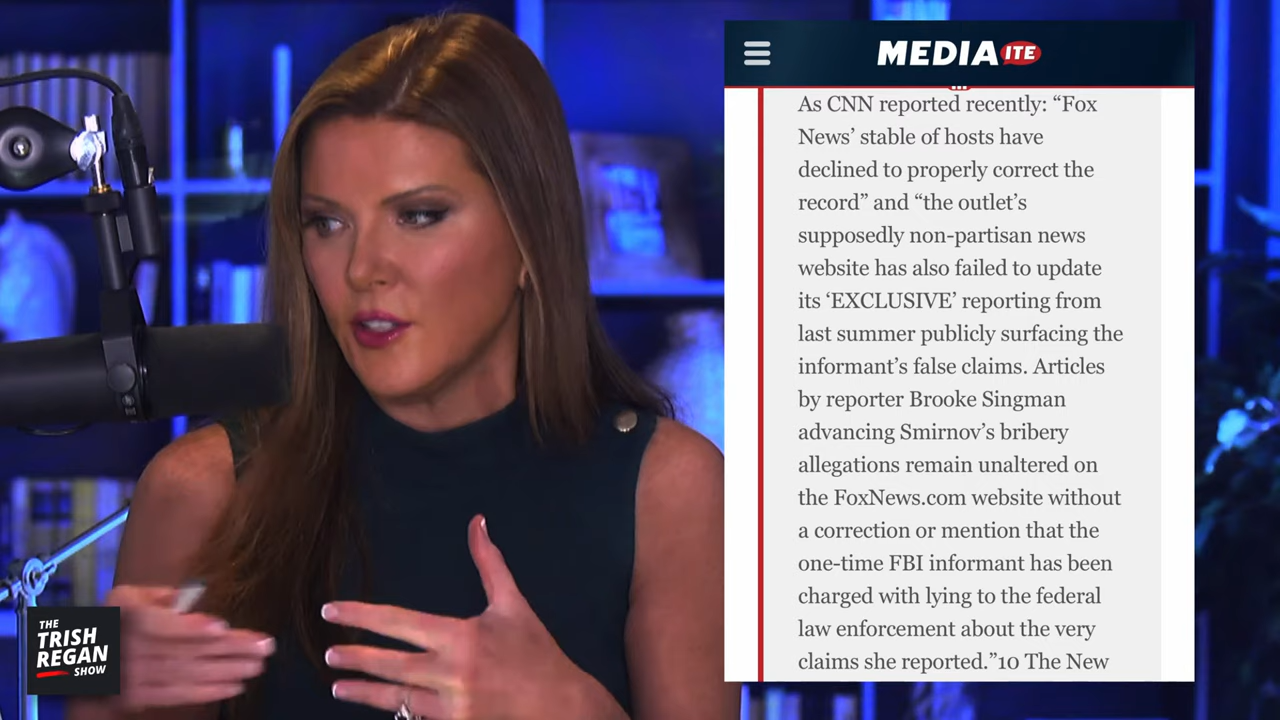 MEDIAITE
As CNN reported recently: “Fox
News’ stable of hosts have
declined to properly correct the
record” and “the outlet’s
supposedly non-partisan news
website has also failed to update
its ‘EXCLUSIVE’ reporting from
last summer publicly surfacing the
informant’s false claims. Articles
by reporter Brooke Singman
advancing Smirnov’s bribery
allegations remain unaltered on
the FoxNews.com website without
a correction or mention that the
one-time FBI informant has been
charged with lying to the federal
law enforcement about the very
claims she reported.”10 The New
THE
TRISH
REGAN
SHOW